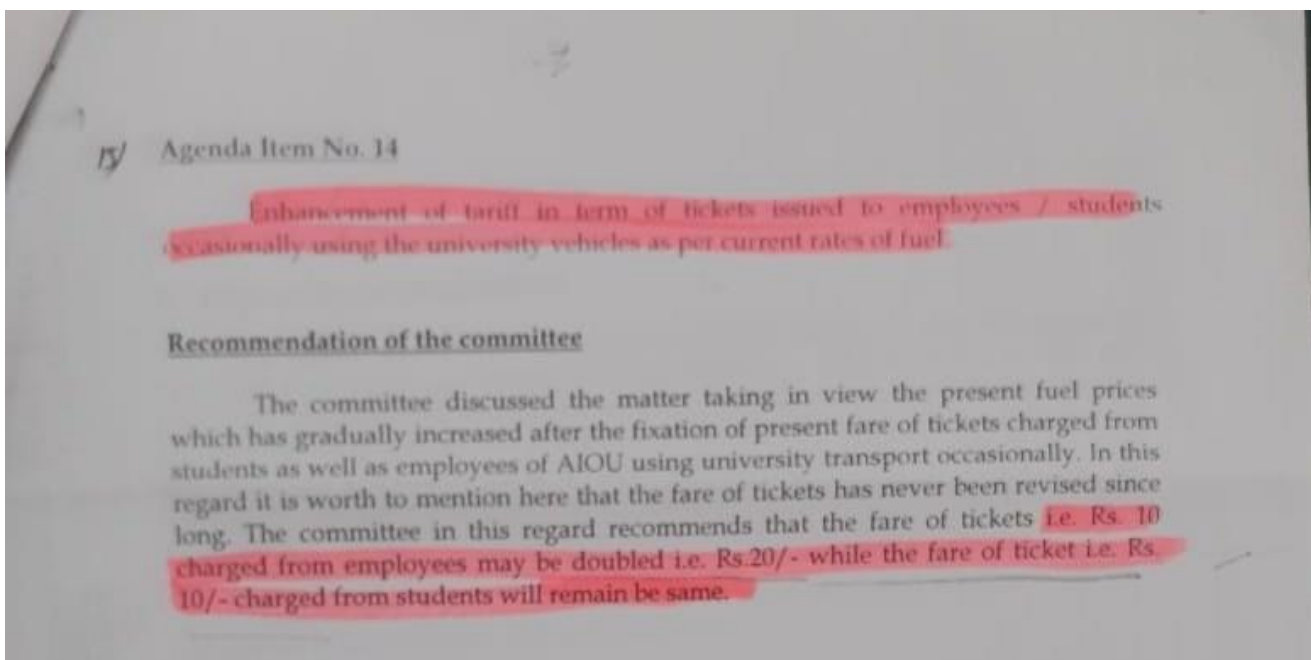 15/ Agenda Item No. 14
Enhancement of tariff in term of tickets issued to employees / students
occasionally using the university vehicles as per current rates of fuel.
Recommendation of the committee
The committee discussed the matter taking in view the present fuel prices
which has gradually increased after the fixation of present fare of tickets charged from
students as well as employees of AIOU using university transport occasionally. In this
regard it is worth to mention here that the fare of tickets has never been revised since
long. The committee in this regard recommends that the fare of tickets i.e. Rs. 10
charged from employees may be doubled i.e. Rs.20/- while the fare of ticket i.e. Rs.
10/- charged from students will remain be same.